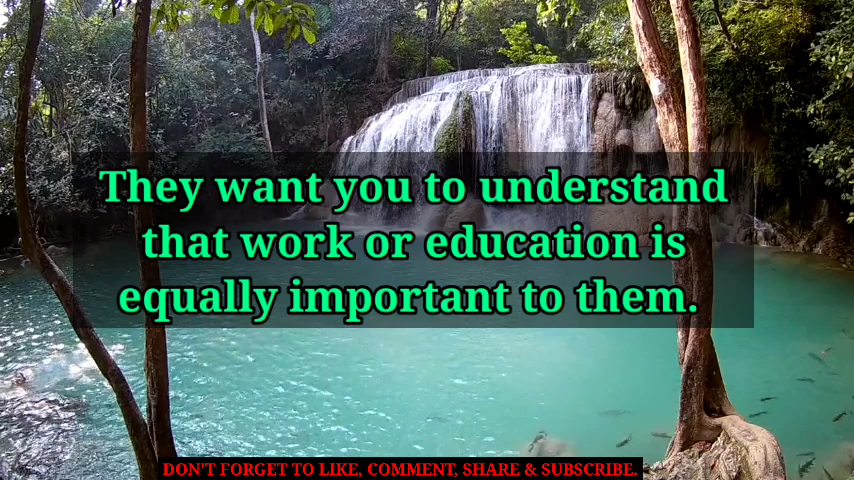 They want you to understand
that work or education is
equally important to them.
DON'T FORGET TO LIKE, COMMENT, SHARE & SUBSCRIBE.